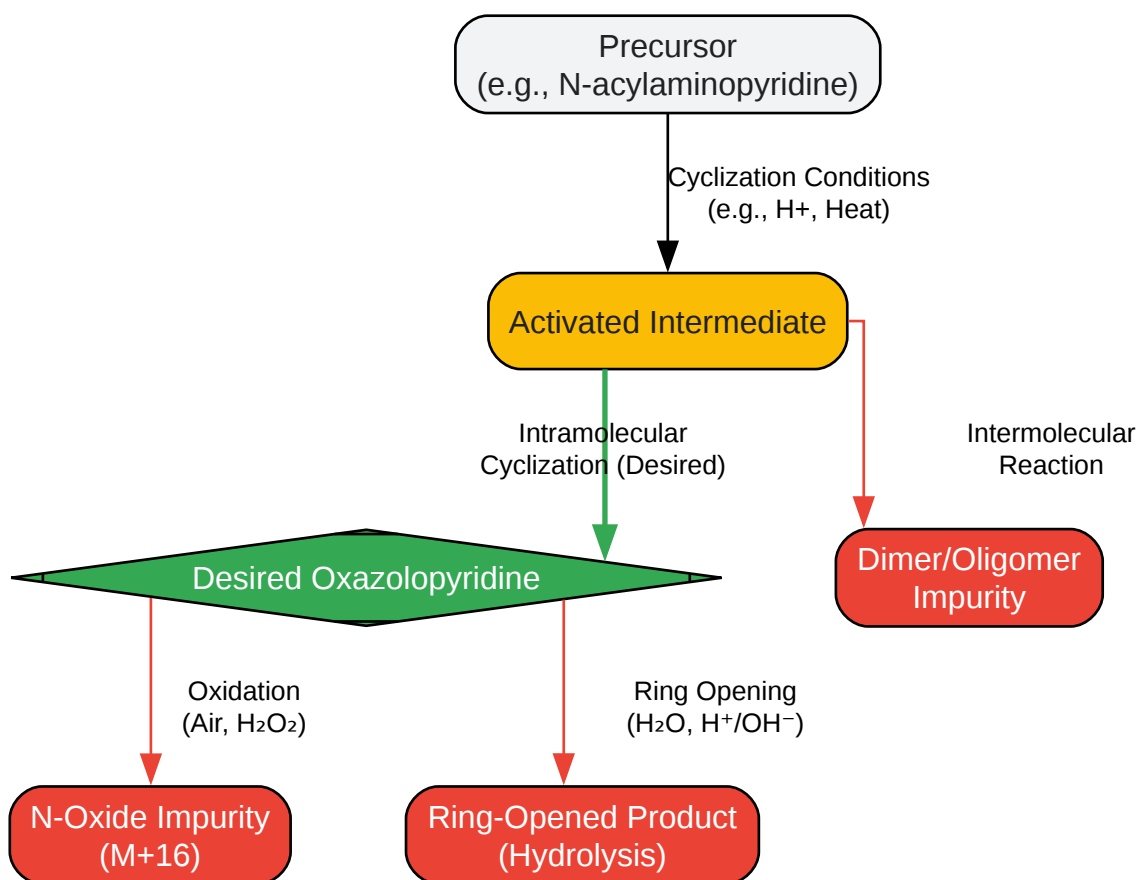 Precursor
(e.g., N-acylaminopyridine)
Cyclization Conditions
(e.g., H+, Heat)
Activated Intermediate
Intramolecular
Cyclization (Desired)
Intermolecular
Reaction
Desired Oxazolopyridine
Dimer/Oligomer
Impurity
Oxidation
(Air, H₂O₂)
Ring Opening
(H₂O, H⁺/OH⁻)
N-Oxide Impurity
(M+16)
Ring-Opened Product
(Hydrolysis)